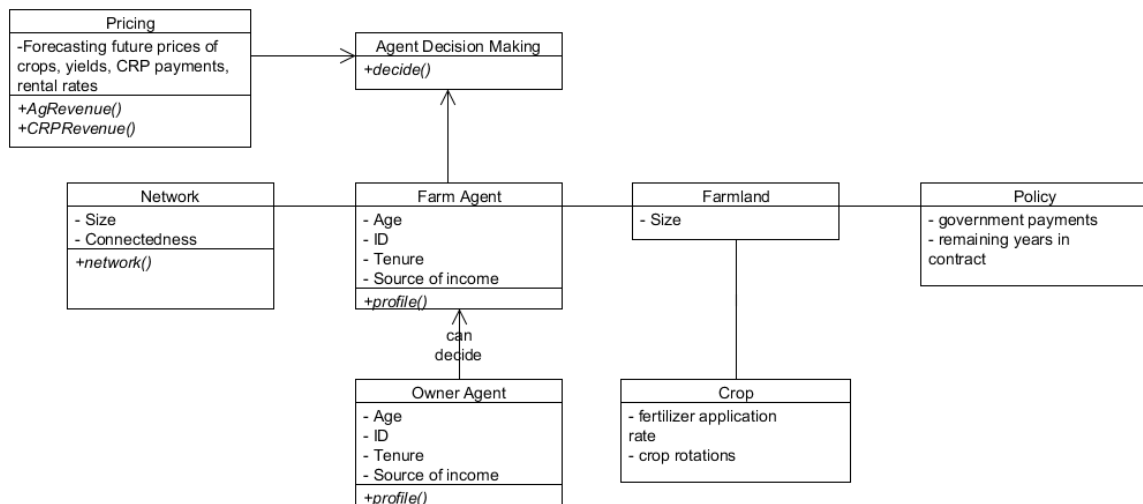 Pricing
-Forecasting future prices of
crops, yields, CRP payments,
rental rates
+AgRevenue()
+CRPRevenue()
Agent Decision Making
+decide()
Network
- Size
- Connectedness
+network()
Farm Agent
- Age
- ID
- Tenure
- Source of income
+profile()
Farmland
- Size
Policy
- government payments
- remaining years in
contract
can
decide
Owner Agent
- Age
- ID
- Tenure
- Source of income
+profile()
Crop
- fertilizer application
rate
- crop rotations